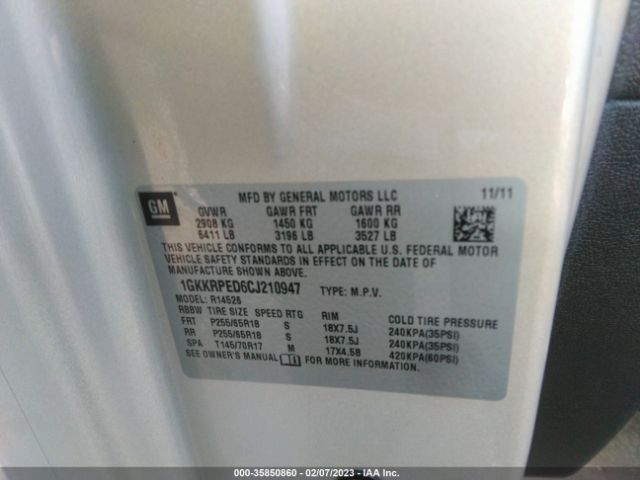 GM
MFD BY GENERAL MOTORS LLC 11/11
GVWR GAWR FRT GAWR RR
2908 KG 1450 KG 1600 KG
6411 LB 3196 LB 3527 LB
THIS VEHICLE CONFORMS TO ALL APPLICABLE U.S. FEDERAL MOTOR
VEHICLE SAFETY STANDARDS IN EFFECT ON THE DATE OF
MANUFACTURE SHOWN ABOVE.
1GKKRPED6CJ210947 TYPE: M.P.V.
MODEL: R14526
RBBW TIRE SIZE SPEED RTG RIM COLD TIRE PRESSURE
FRT P255/65R18 S 18X7.5J 240KPA(35PSI)
RR P255/65R18 S 18X7.5J 240KPA(35PSI)
SPA T145/70R17 M 17X4.5B 420KPA(60PSI)
SEE OWNER'S MANUAL FOR MORE INFORMATION.
000-35850860 - 02/07/2023 - IAA Inc.